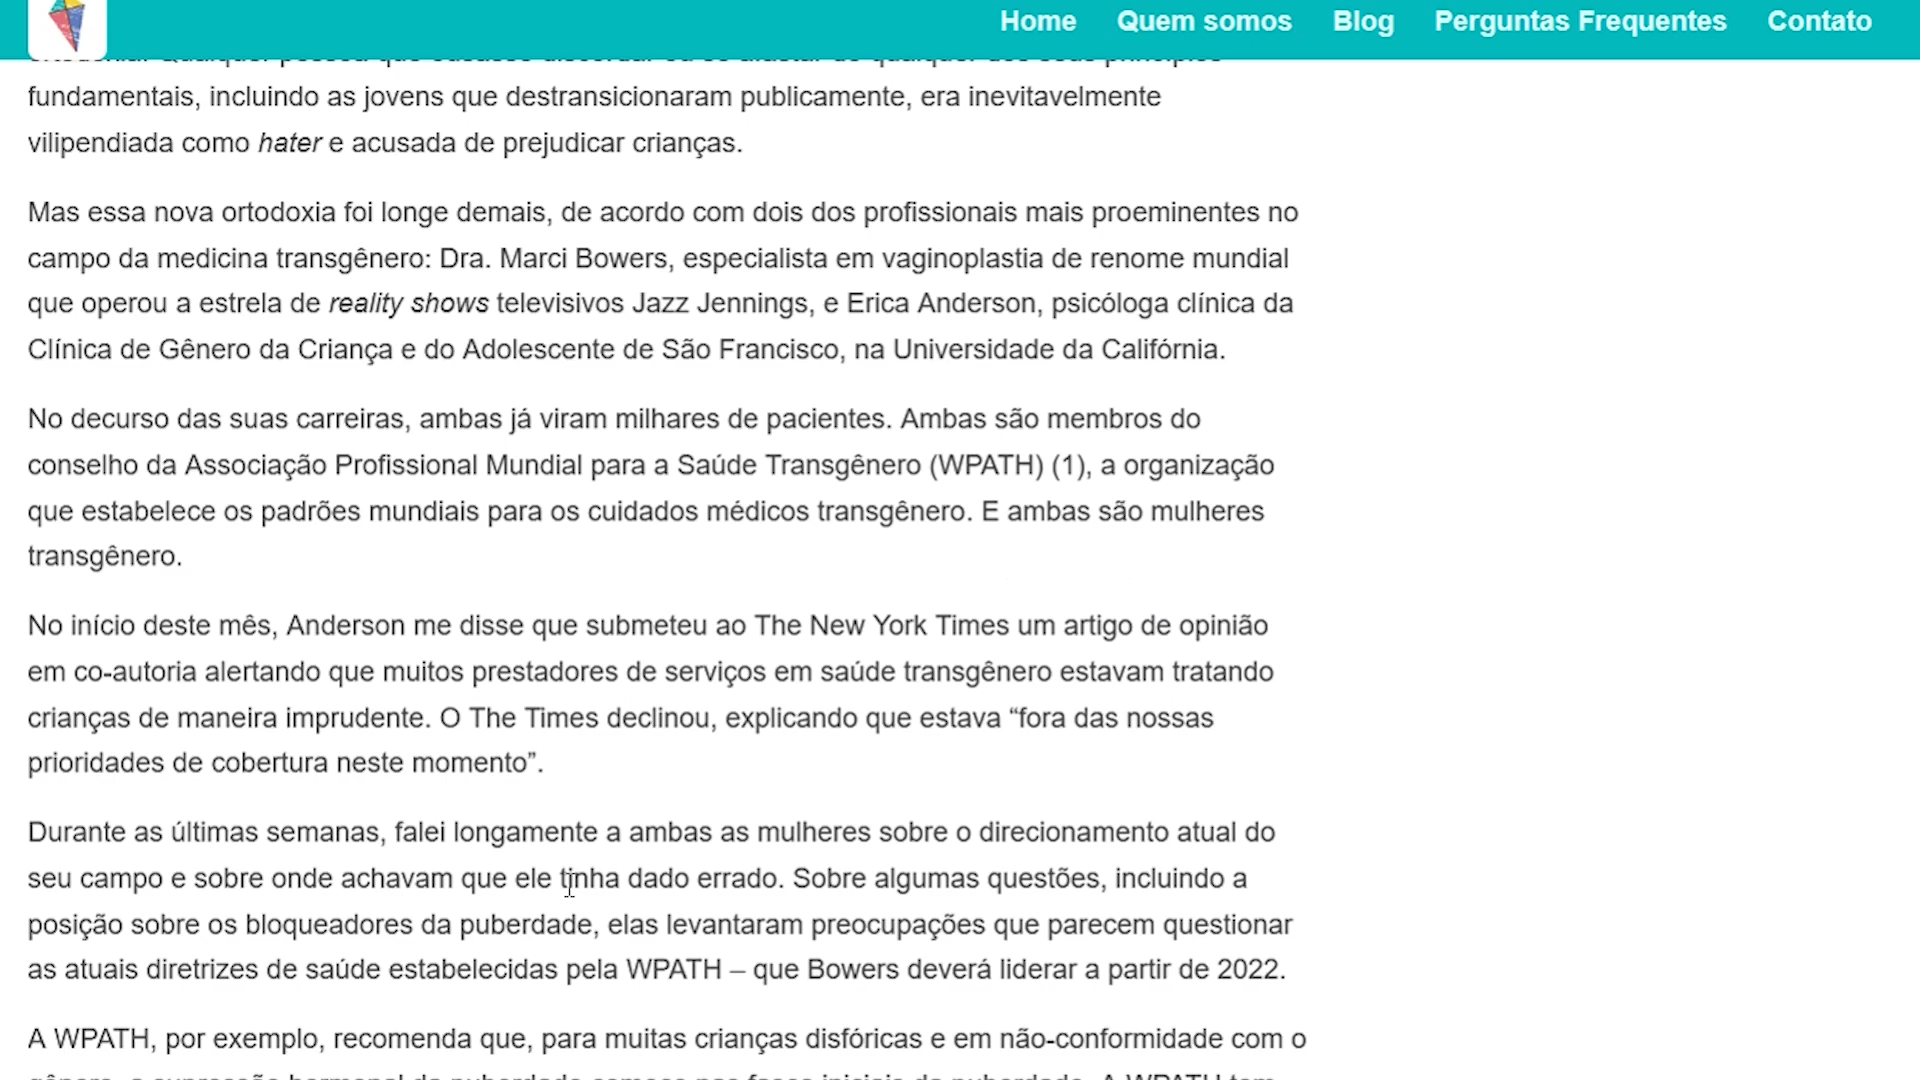 Home Quem somos Blog Perguntas Frequentes Contato
fundamentais, incluindo as jovens que destransicionaram publicamente, era inevitavelmente
vilipendiada como hater e acusada de prejudicar crianças.
Mas essa nova ortodoxia foi longe demais, de acordo com dois dos profissionais mais proeminentes no
campo da medicina transgênero: Dra. Marci Bowers, especialista em vaginoplastia de renome mundial
que operou a estrela de reality shows televisivos Jazz Jennings, e Erica Anderson, psicóloga clínica da
Clínica de Gênero da Criança e do Adolescente de São Francisco, na Universidade da Califórnia.
No decurso das suas carreiras, ambas já viram milhares de pacientes. Ambas são membros do
conselho da Associação Profissional Mundial para a Saúde Transgênero (WPATH) (1), a organização
que estabelece os padrões mundiais para os cuidados médicos transgênero. E ambas são mulheres
transgênero.
No início deste mês, Anderson me disse que submeteu ao The New York Times um artigo de opinião
em co-autoria alertando que muitos prestadores de serviços em saúde transgênero estavam tratando
crianças de maneira imprudente. O The Times declinou, explicando que estava “fora das nossas
prioridades de cobertura neste momento”.
Durante as últimas semanas, falei longamente a ambas as mulheres sobre o direcionamento atual do
seu campo e sobre onde achavam que ele tinha dado errado. Sobre algumas questões, incluindo a
posição sobre os bloqueadores da puberdade, elas levantaram preocupações que parecem questionar
as atuais diretrizes de saúde estabelecidas pela WPATH – que Bowers deverá liderar a partir de 2022.
A WPATH, por exemplo, recomenda que, para muitas crianças disfóricas e em não-conformidade com o